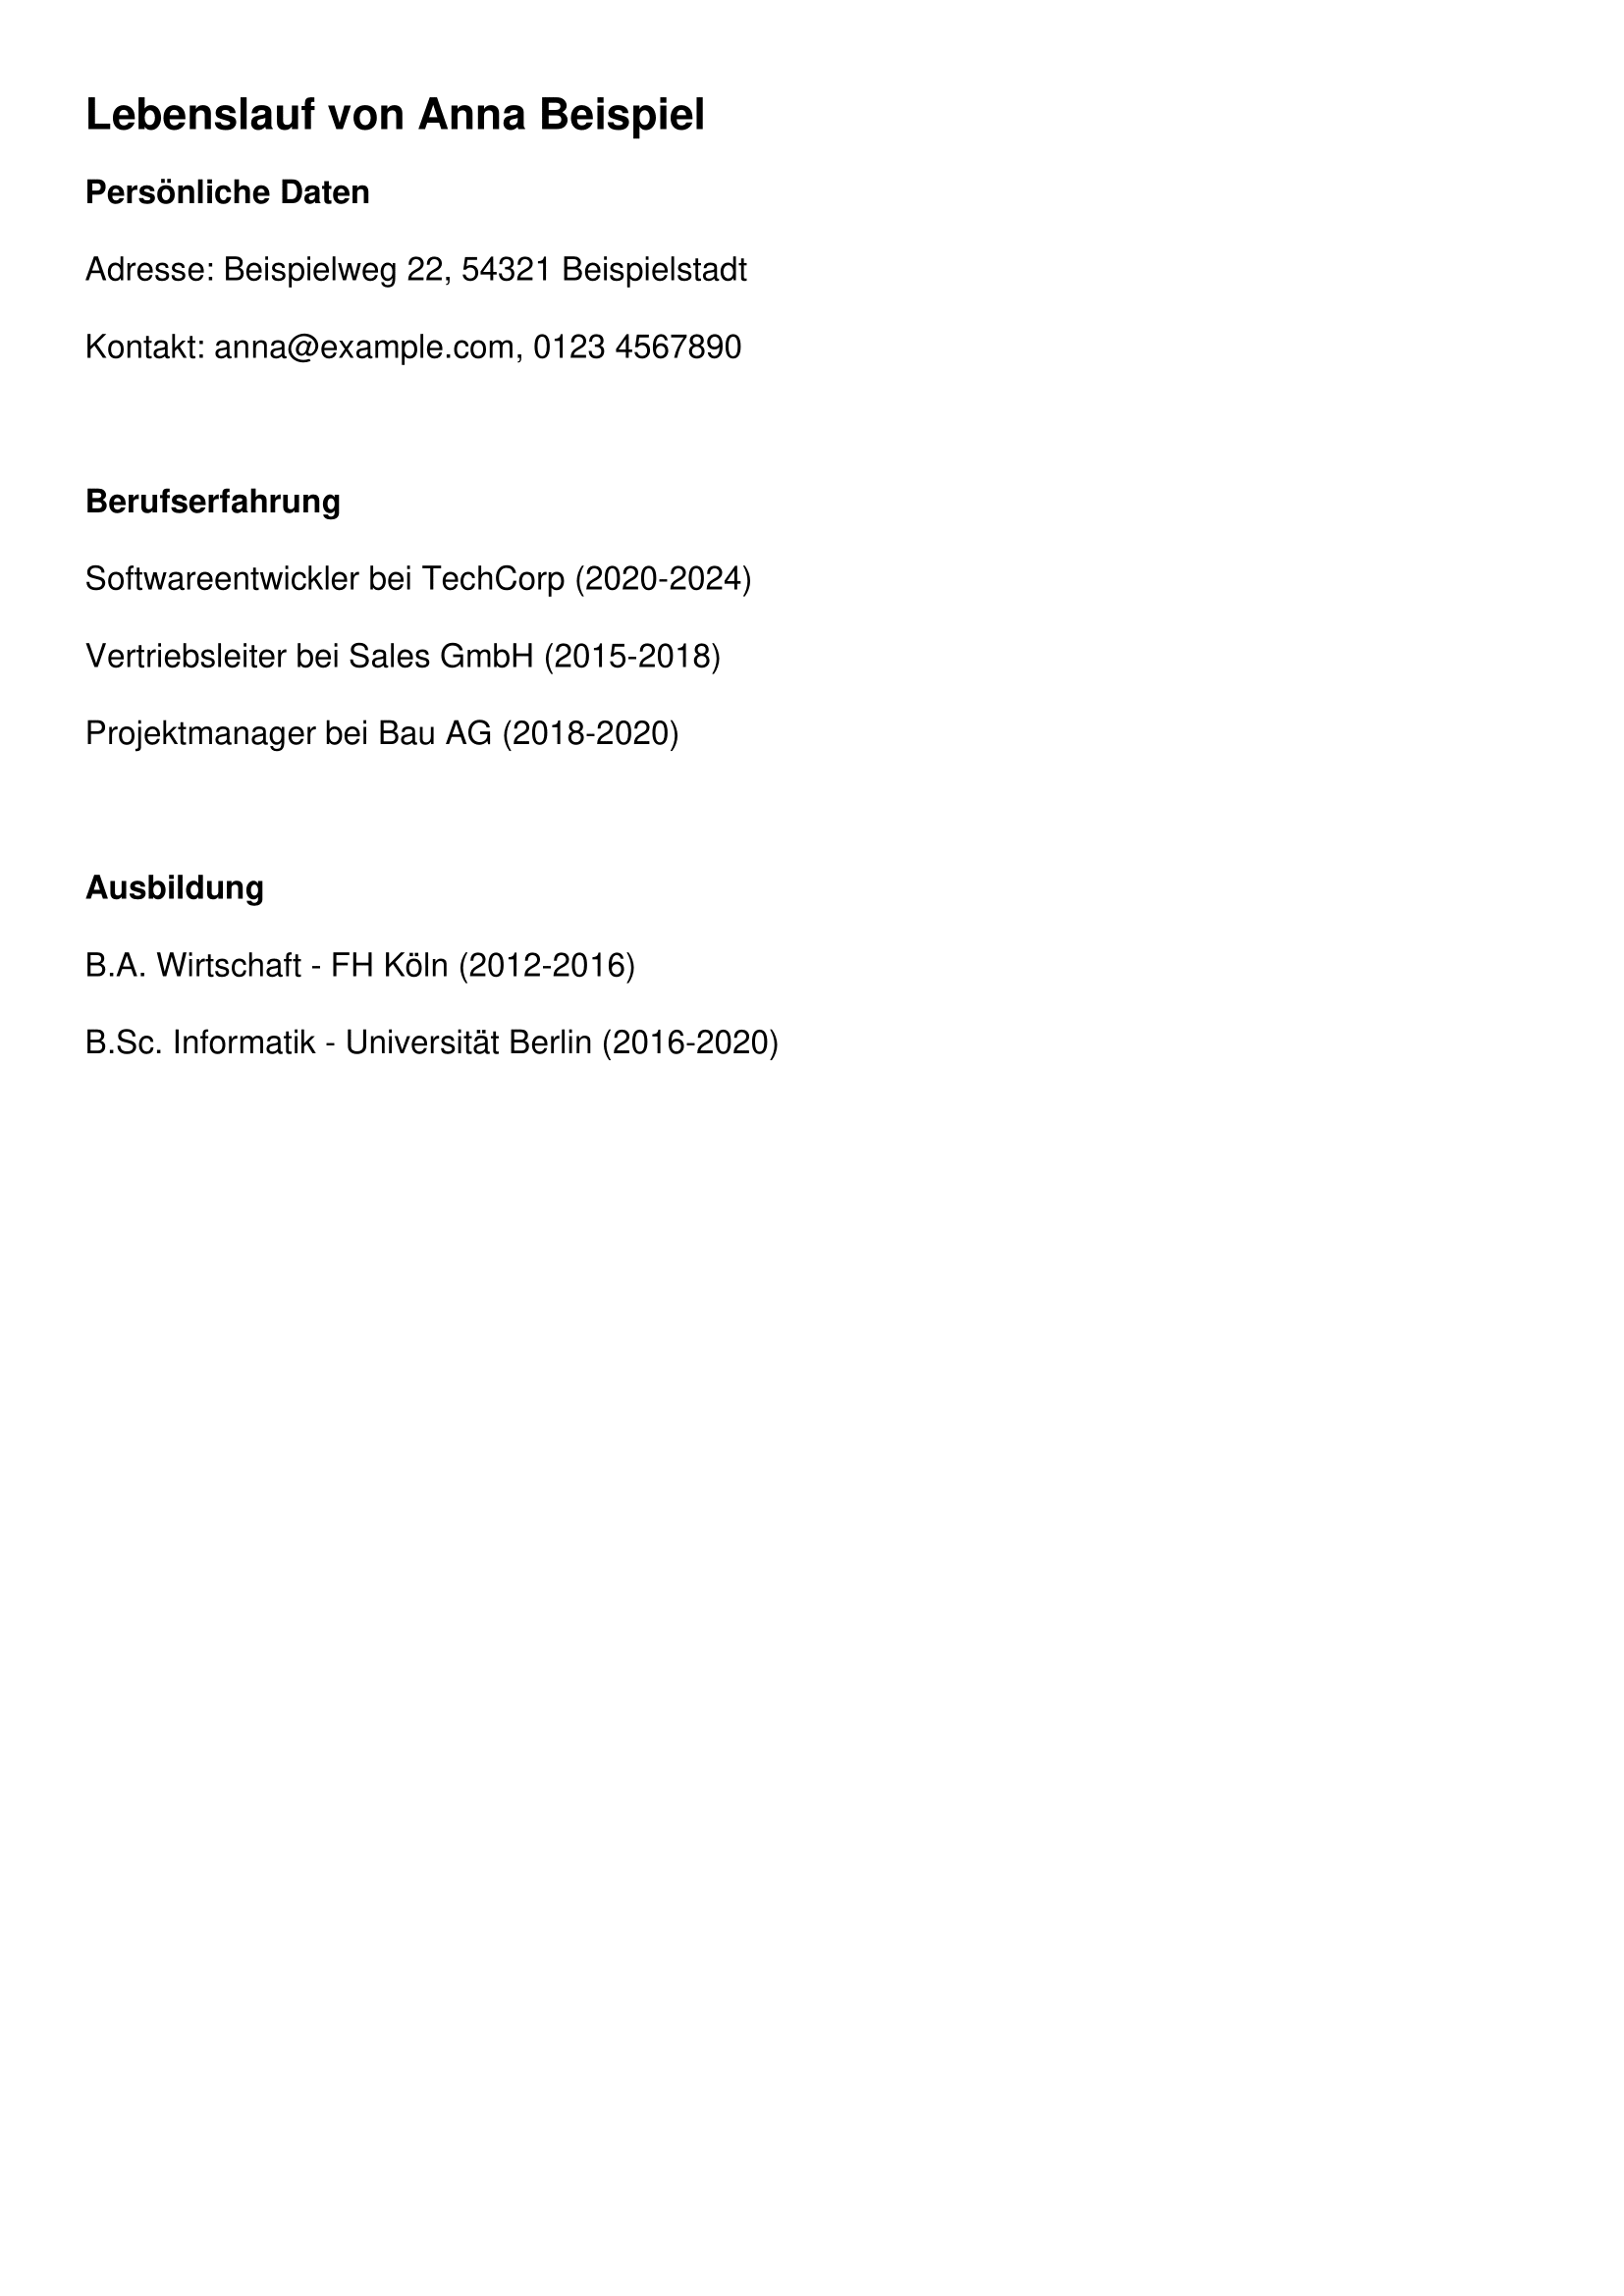 Lebenslauf von Anna Beispiel
Persönliche Daten
Adresse: Beispielweg 22, 54321 Beispielstadt
Kontakt: anna@example.com, 0123 4567890
Berufserfahrung
Softwareentwickler bei TechCorp (2020-2024)
Vertriebsleiter bei Sales GmbH (2015-2018)
Projektmanager bei Bau AG (2018-2020)
Ausbildung
B.A. Wirtschaft - FH Köln (2012-2016)
B.Sc. Informatik - Universität Berlin (2016-2020)